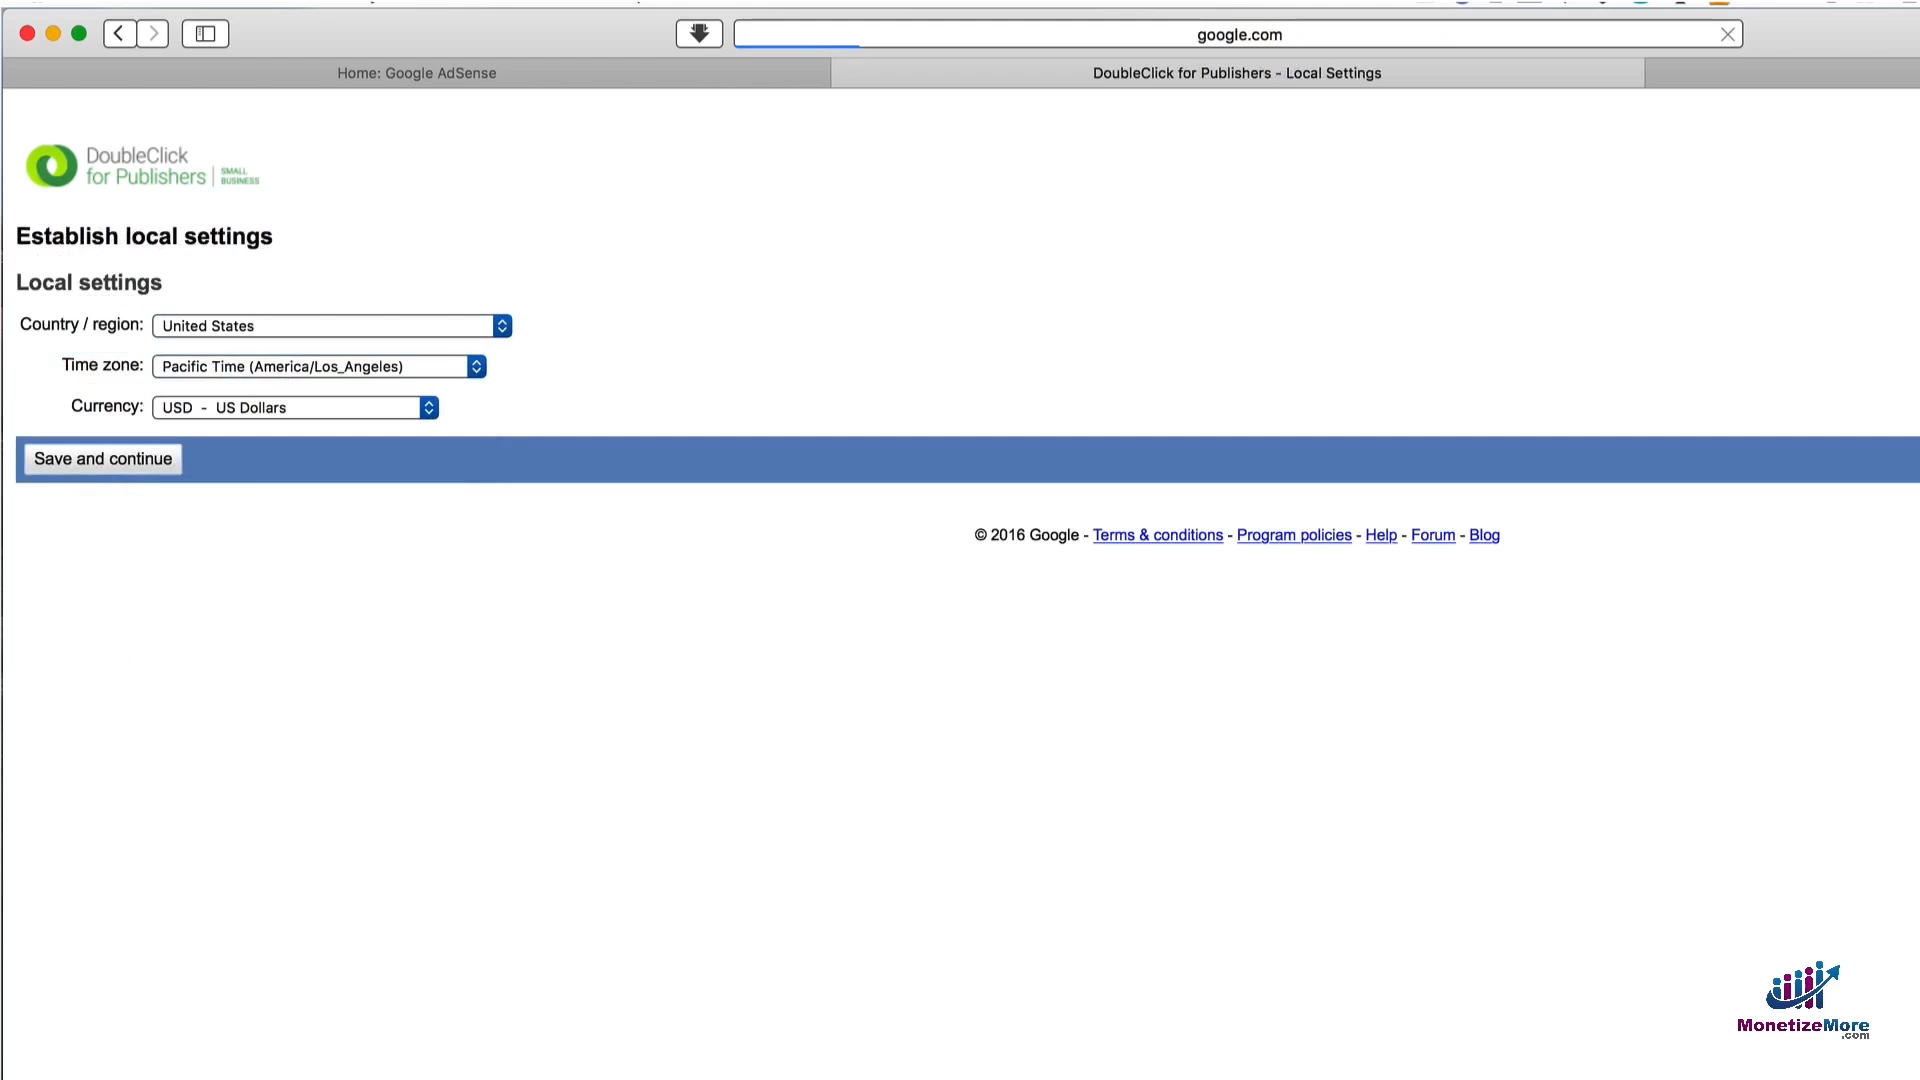 google.com
Home: Google AdSense
DoubleClick for Publishers - Local Settings
DoubleClick
for Publishers | SMALL BUSINESS
Establish local settings
Local settings
Country / region: United States
Time zone: Pacific Time (America/Los_Angeles)
Currency: USD - US Dollars
Save and continue
© 2016 Google - Terms & conditions - Program policies - Help - Forum - Blog
MonetizeMore
.com